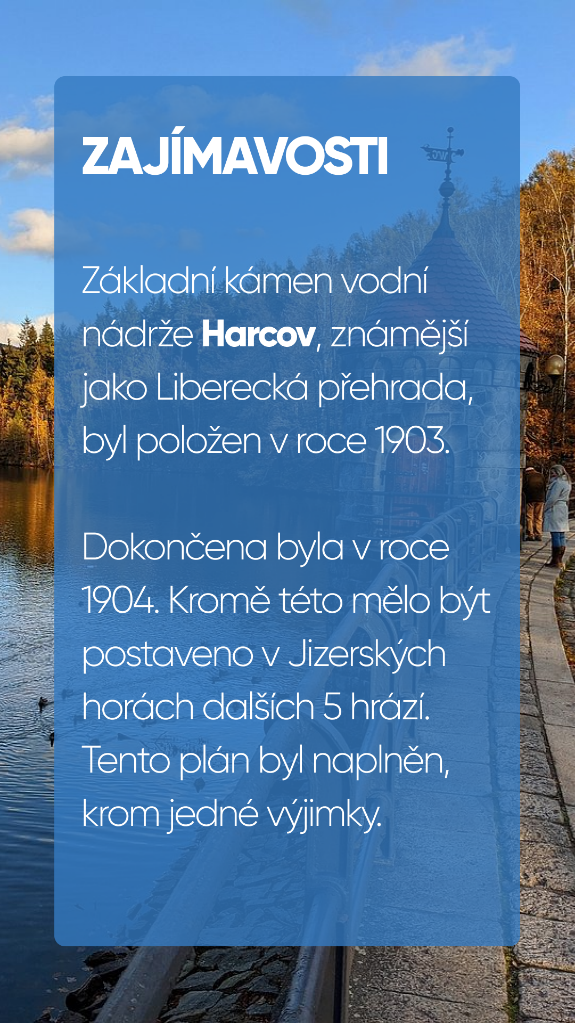 ZAJÍMAVOSTI
Základní kámen vodní
nádrže Harcov, známější
jako Liberecká přehrada,
byl položen v roce 1903.
Dokončena byla v roce
1904. Kromě této mělo být
postaveno v Jizerských
horách dalších 5 hrází.
Tento plán byl naplněn,
krom jedné výjimky.